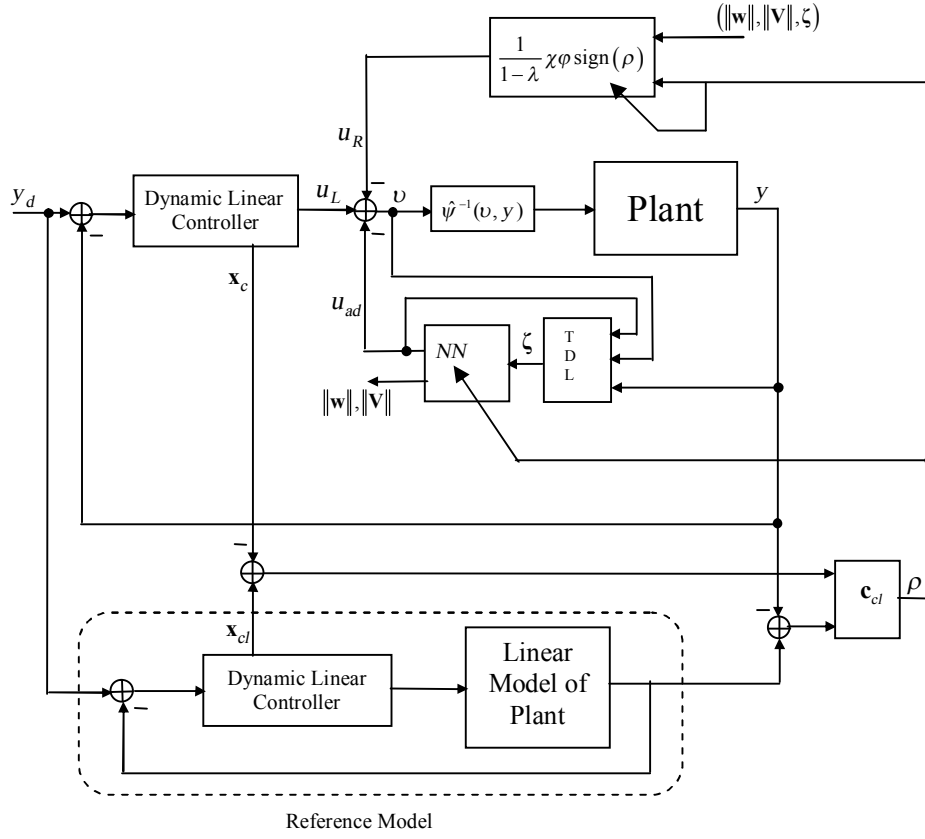 (‖w‖,‖V‖,ζ)
1
1−λ
χφ sign(ρ)
u_R
y_d
Dynamic Linear
Controller
u_L
−
υ
−
−
ψ̂⁻¹(υ, y)
Plant
y
x_c
u_ad
NN
ζ
T
D
L
‖w‖,‖V‖
−
−
c_cl
ρ
x_cl
−
Dynamic Linear
Controller
Linear
Model of
Plant
−
Reference Model